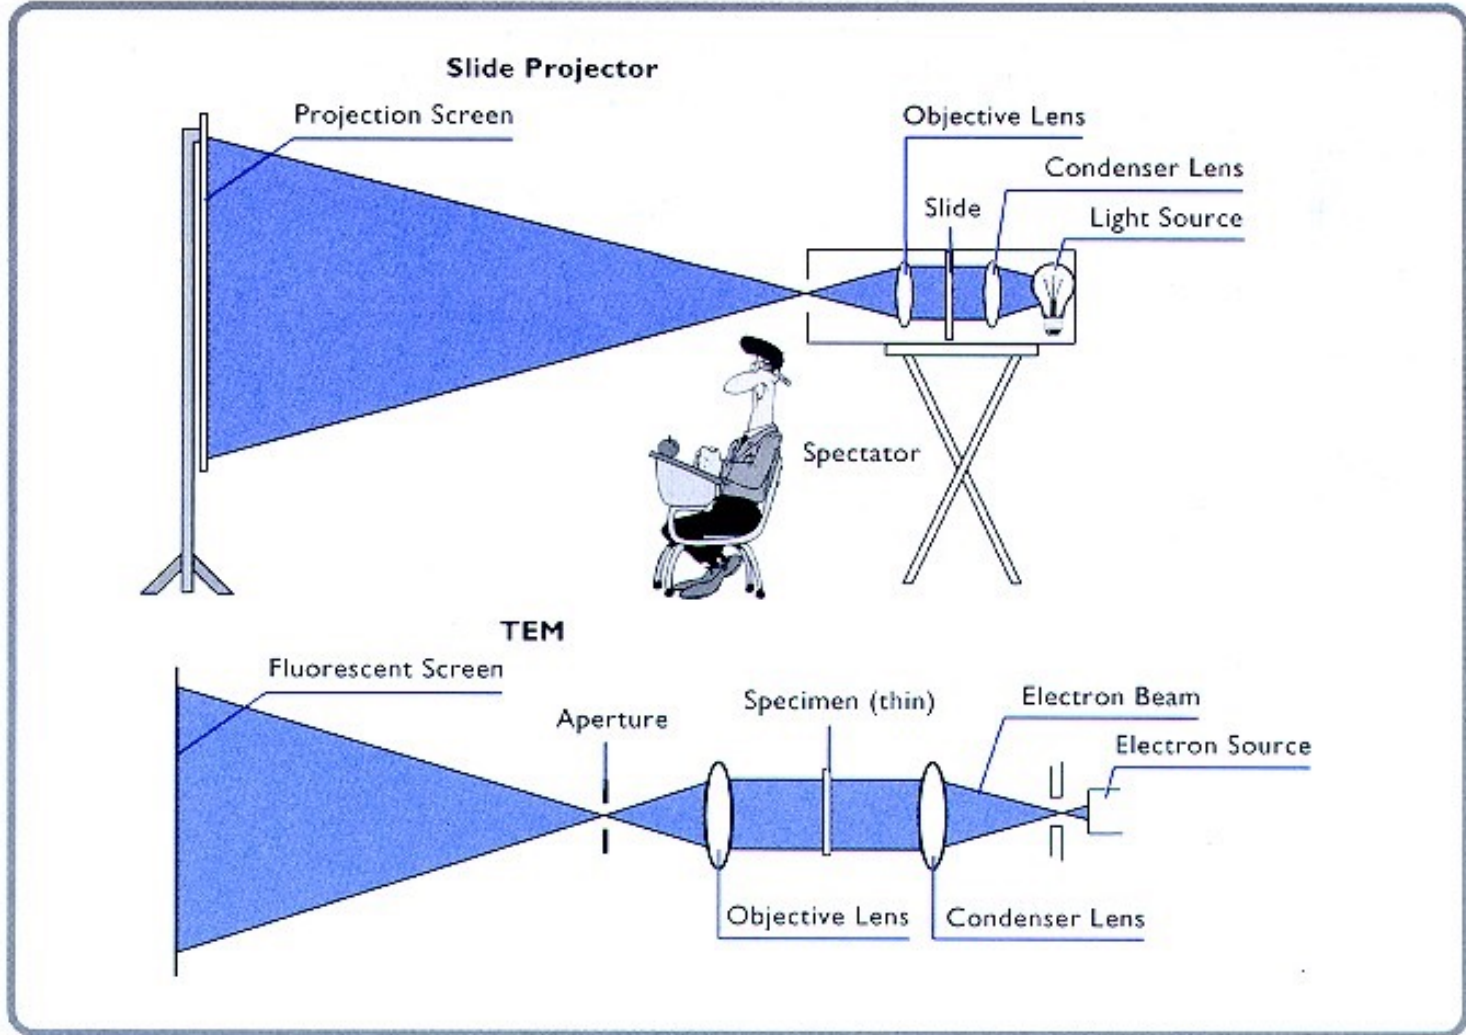 Slide Projector
Projection Screen
Objective Lens
Condenser Lens
Slide
Light Source
Spectator
TEM
Fluorescent Screen
Aperture
Specimen (thin)
Electron Beam
Electron Source
Objective Lens
Condenser Lens